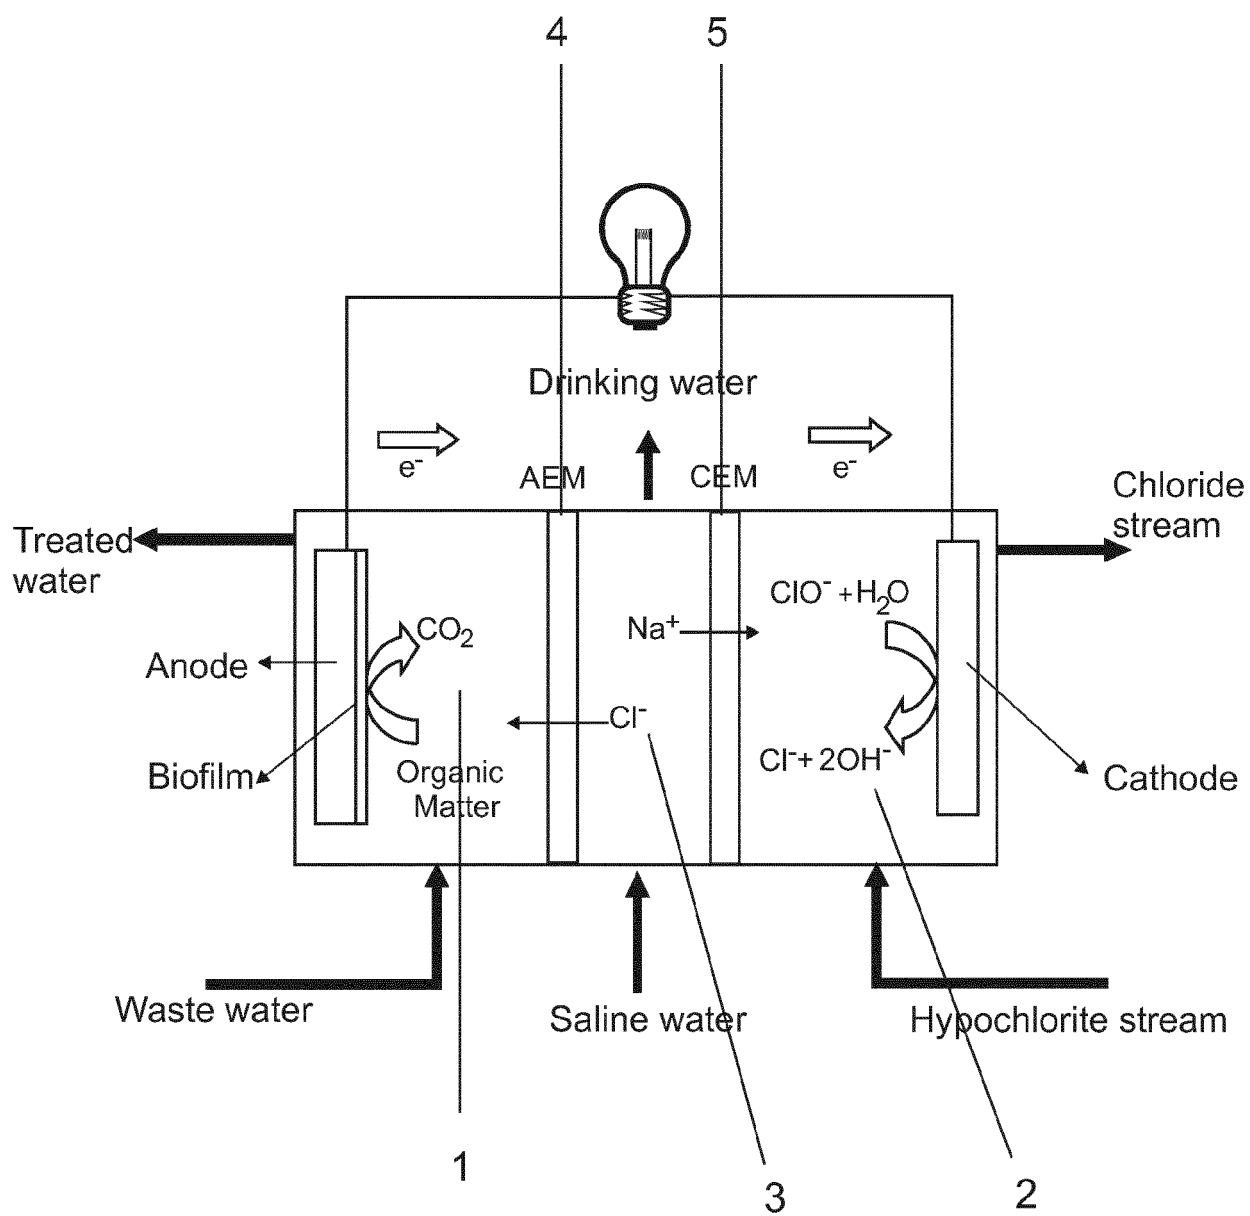 4
5
Drinking water
e⁻
AEM
CEM
e⁻
Chloride
stream
Treated
water
ClO⁻ +H₂O
CO₂
Na⁺
Anode
Cl⁻
Cl⁻+ 2OH⁻
Biofilm
Organic
Matter
Cathode
Waste water
Saline water
Hypochlorite stream
1
3
2